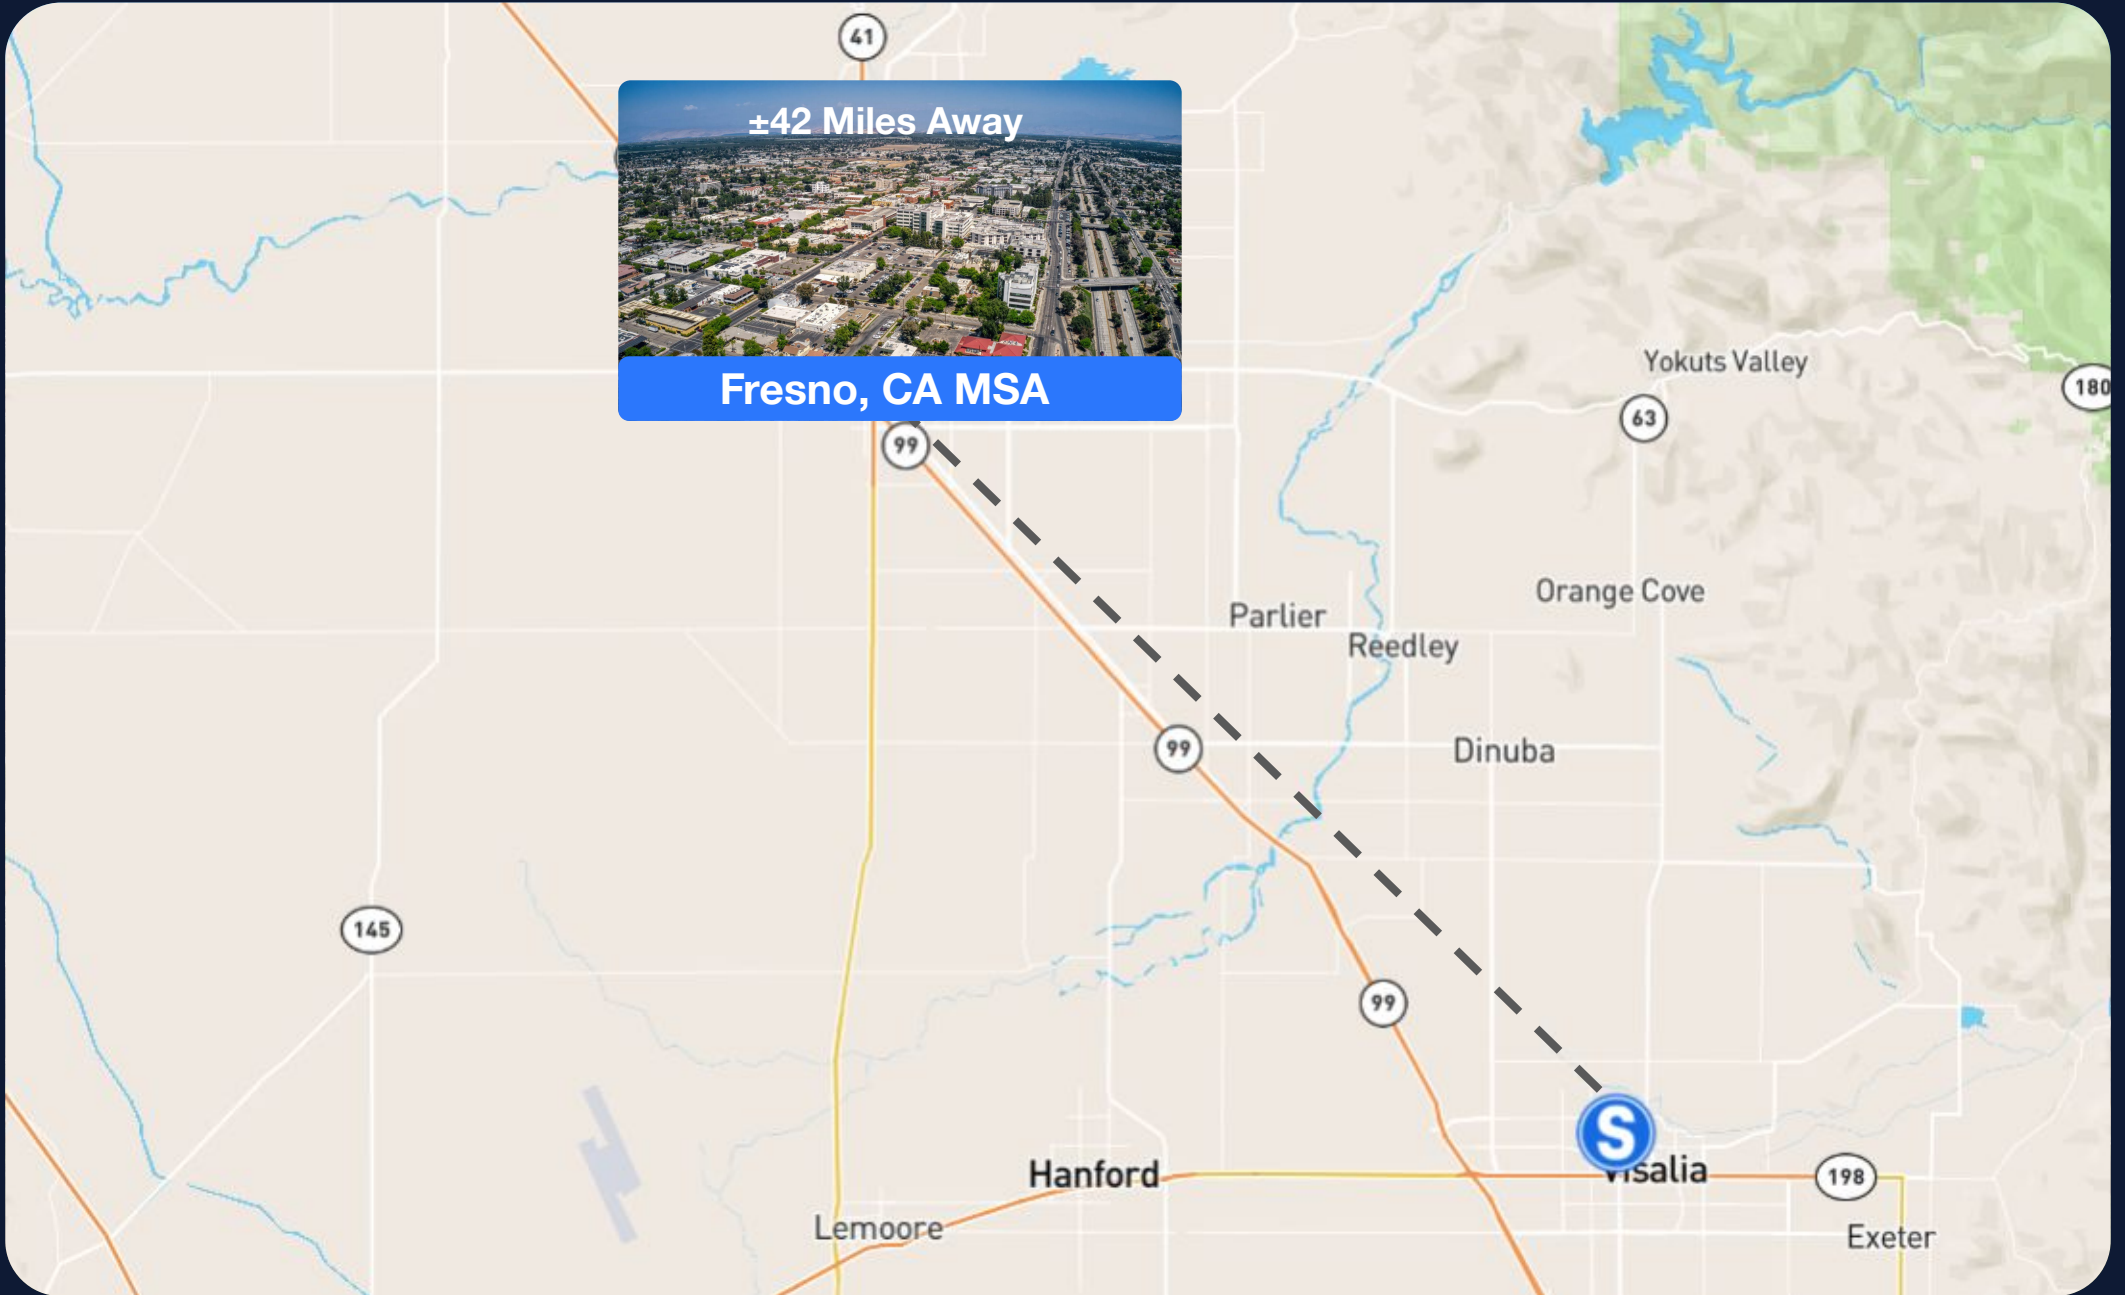 41
±42 Miles Away
Fresno, CA MSA
Yokuts Valley
180
63
99
Orange Cove
Parlier
Reedley
99
Dinuba
145
99
S
Hanford
Visalia
198
Lemoore
Exeter